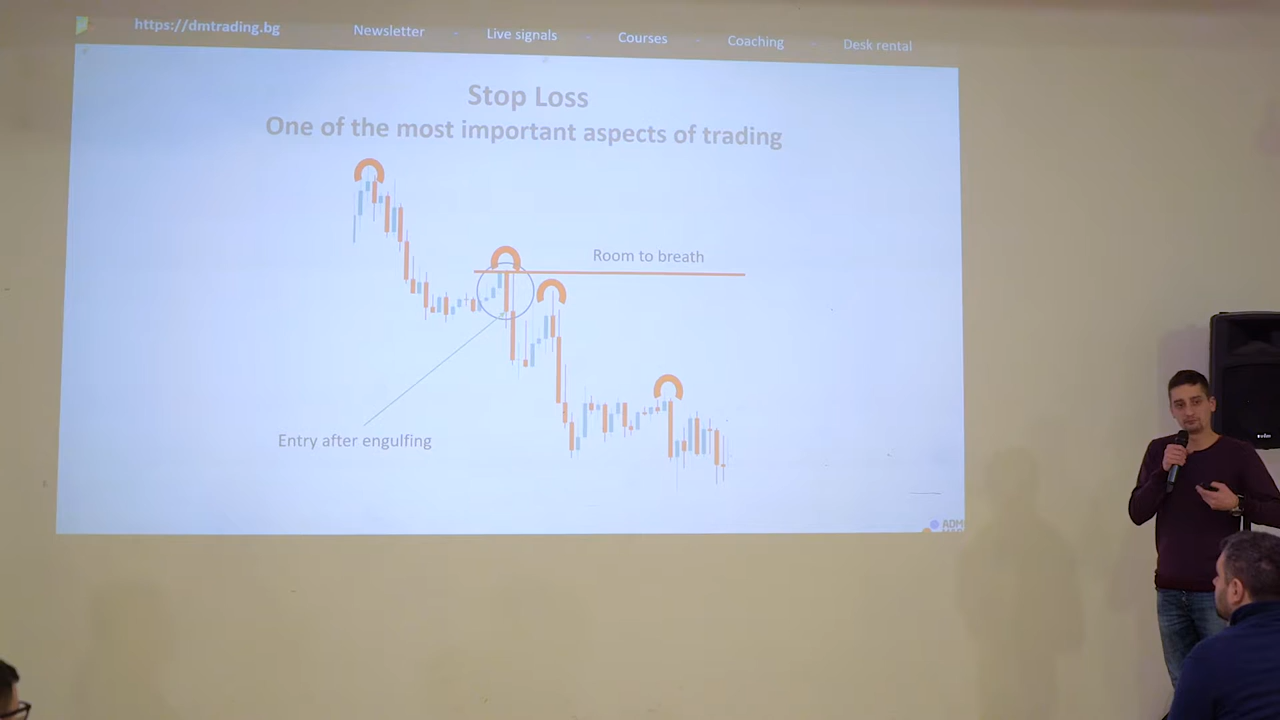 https://dmtrading.bg Newsletter - Live signals - Courses - Coaching - Desk rental
Stop Loss
One of the most important aspects of trading
Room to breath
Entry after engulfing
ADM